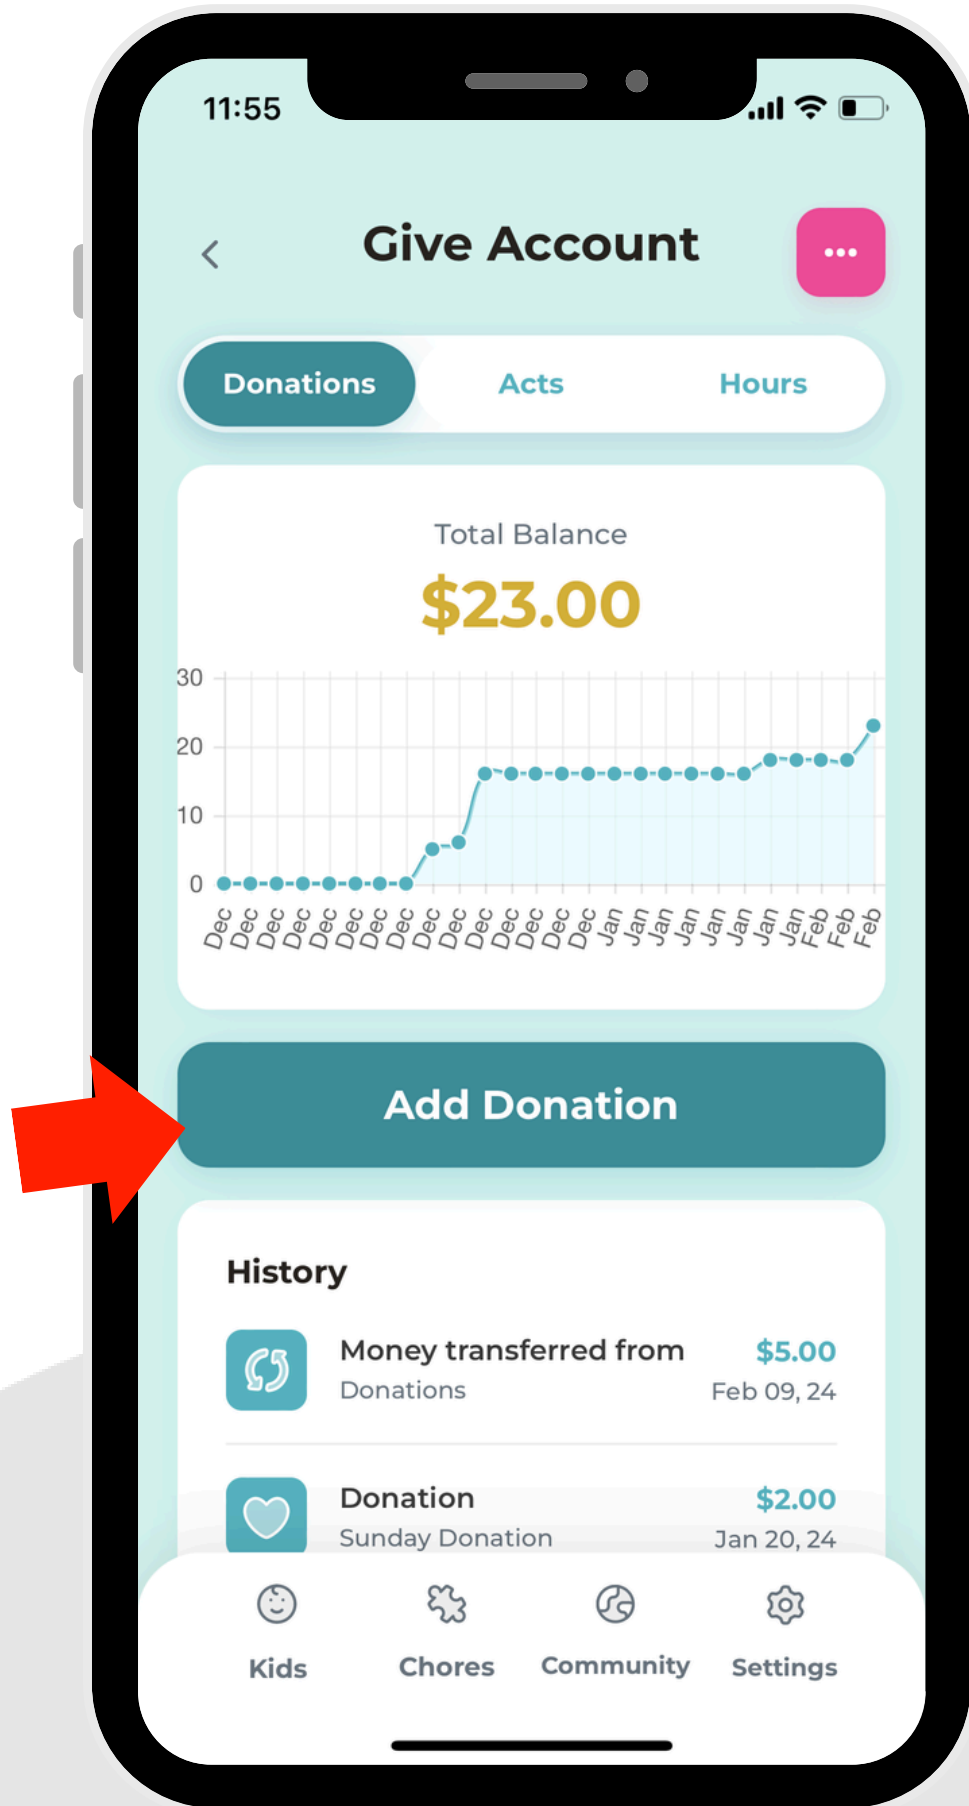 11:55
Give Account
Donations Acts Hours
Total Balance
$23.00
30
20
10
0
Dec Dec Dec Dec Dec Dec Dec Dec Dec Dec Dec Dec Dec Dec Dec Jan Jan Jan Jan Jan Jan Jan Jan Feb Feb Feb
Add Donation
History
Money transferred from $5.00
Donations Feb 09, 24
Donation $2.00
Sunday Donation Jan 20, 24
Kids Chores Community Settings